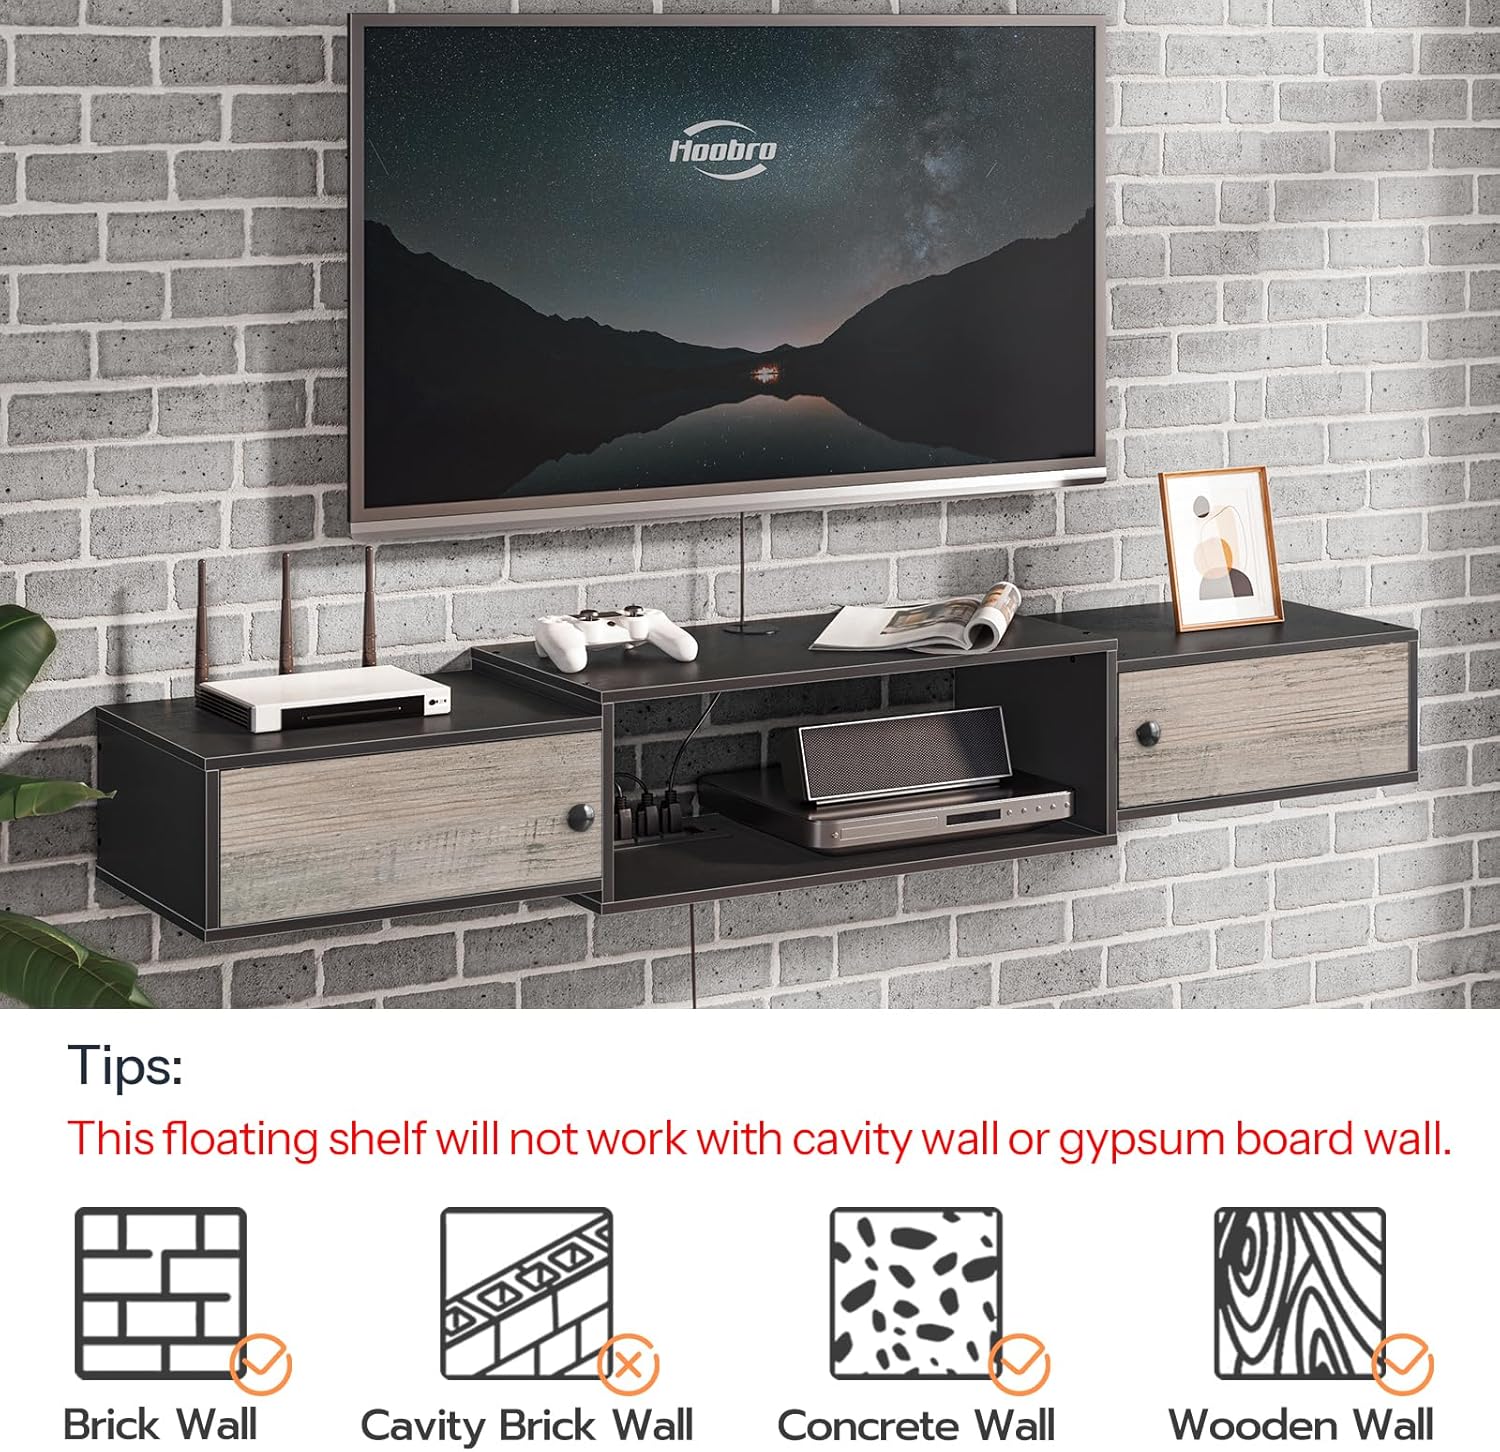 Hoobro
Tips:
This floating shelf will not work with cavity wall or gypsum board wall.
Brick Wall
Cavity Brick Wall
Concrete Wall
Wooden Wall